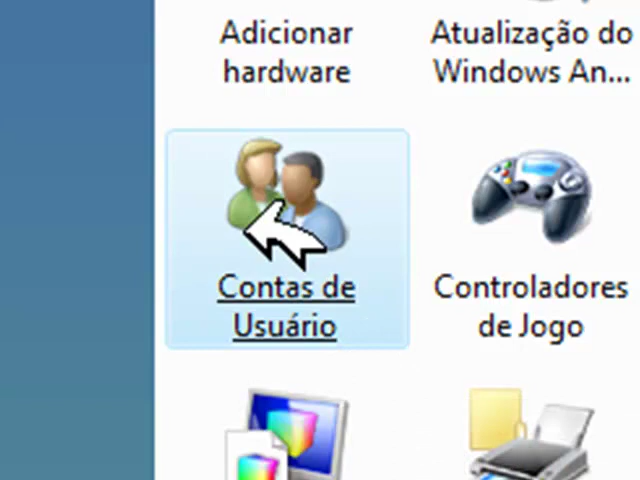 Adicionar
hardware
Atualização do
Windows An...
Contas de
Usuário
Controladores
de Jogo